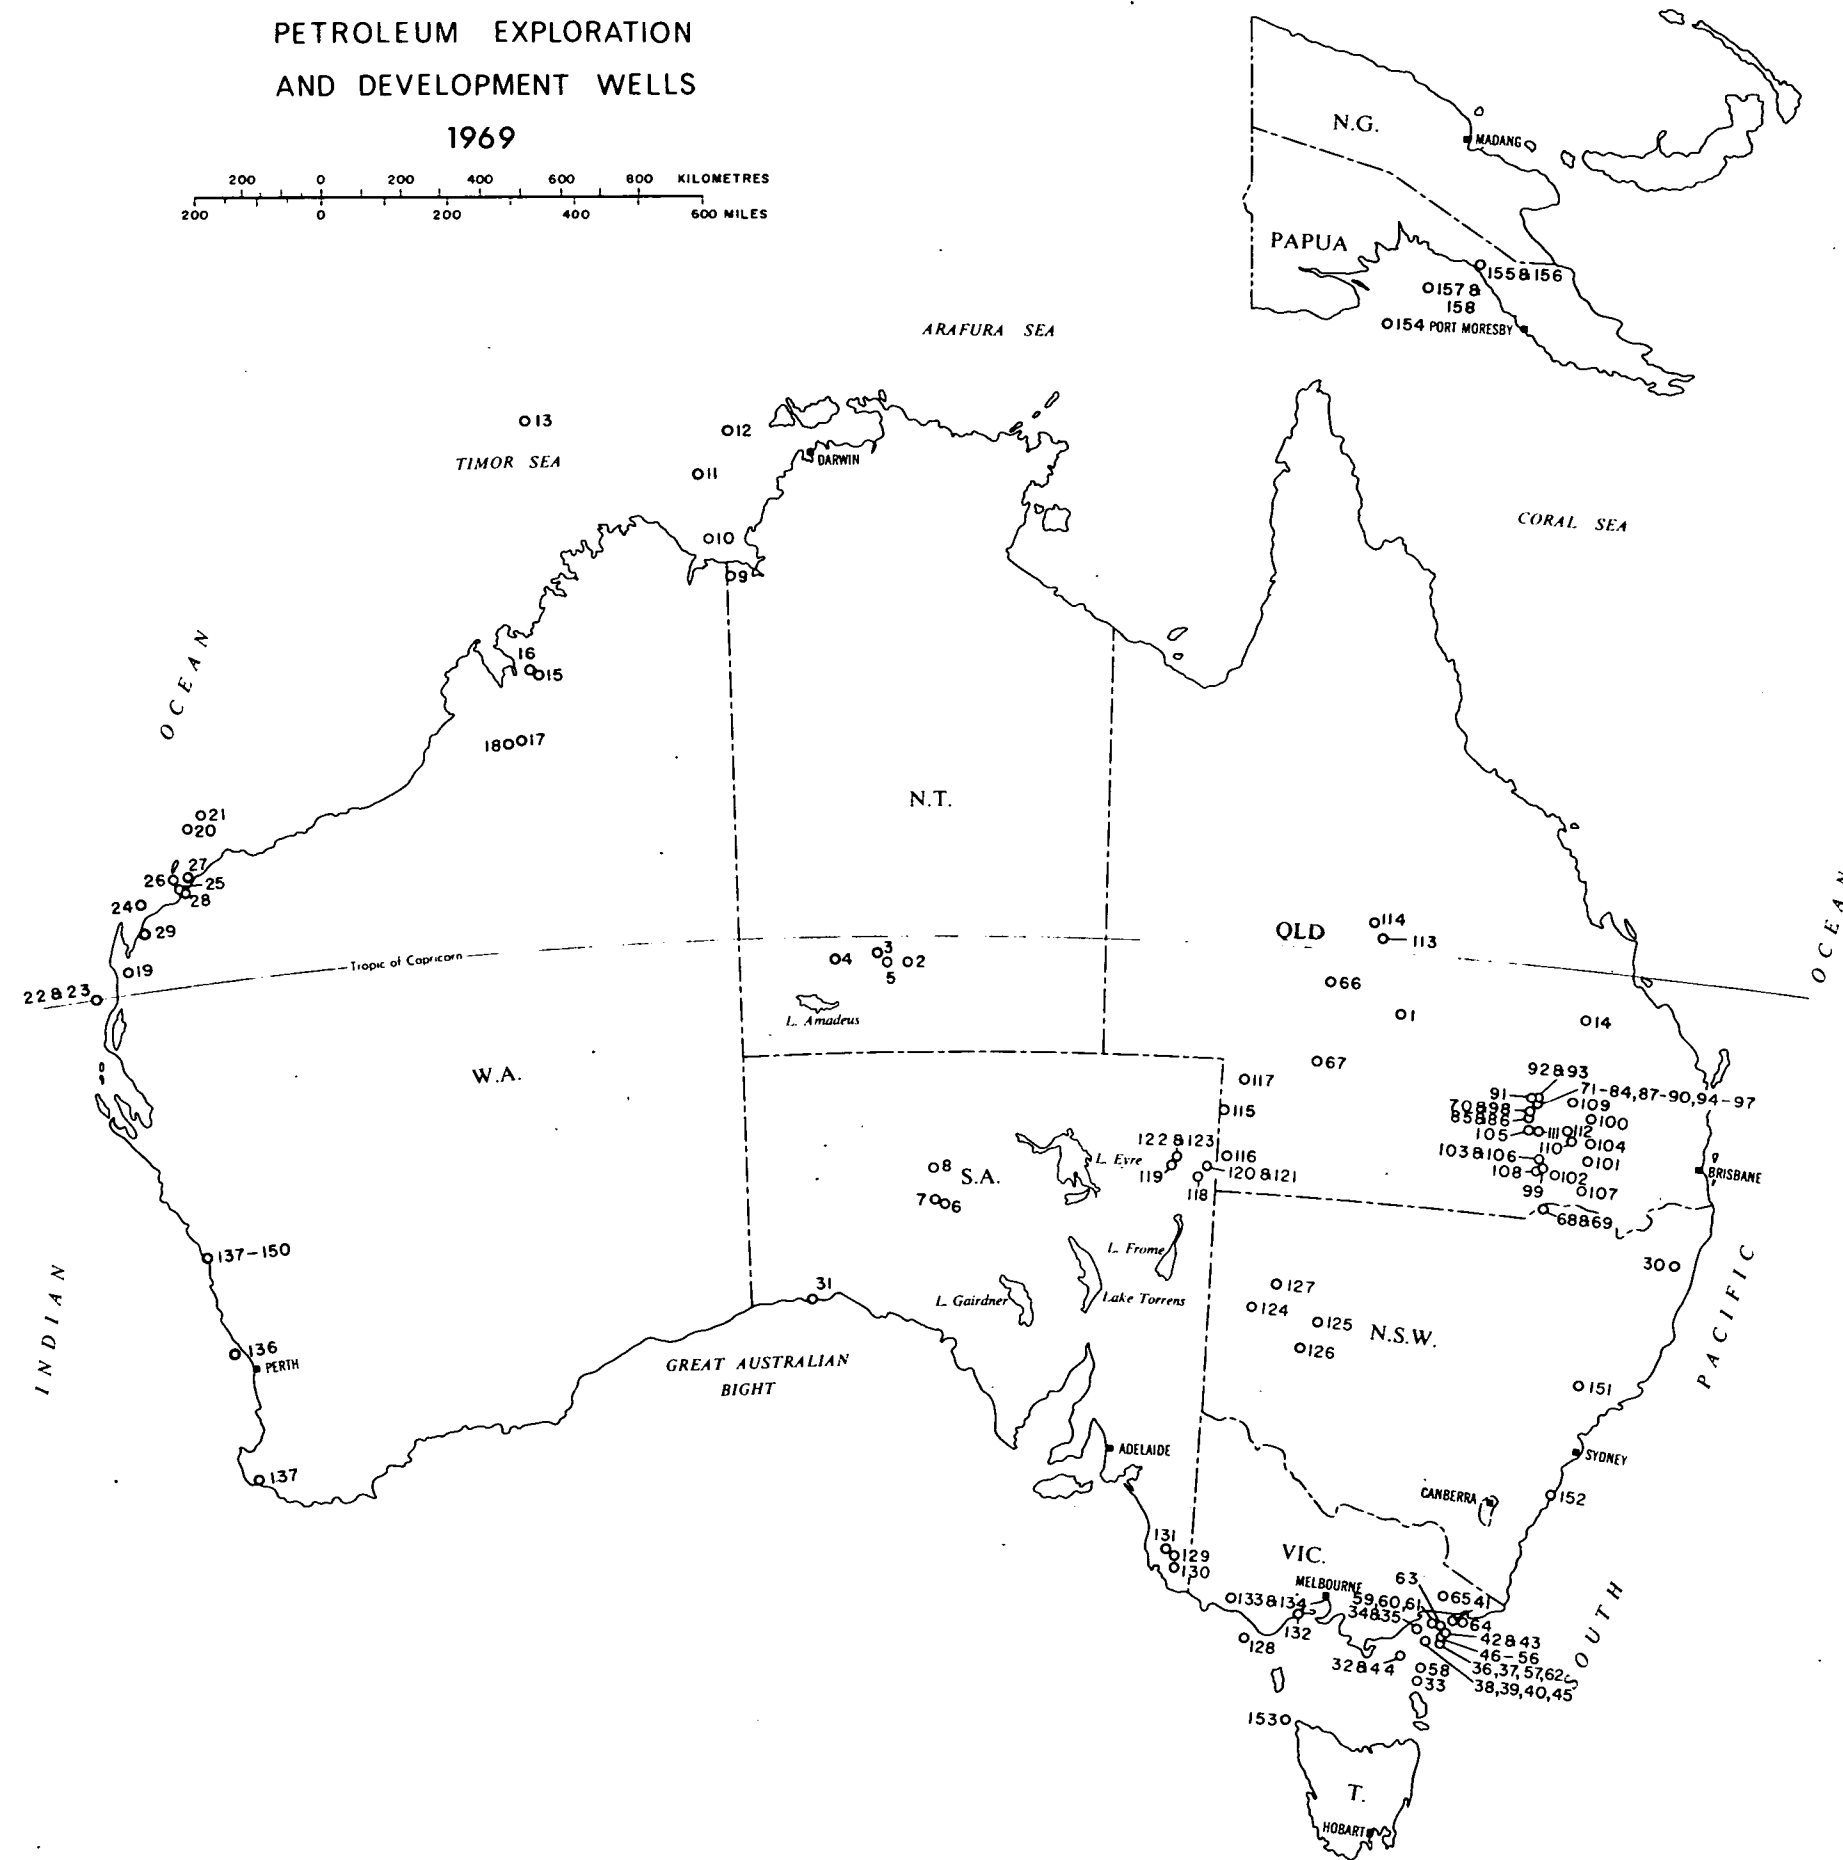 PETROLEUM EXPLORATION
AND DEVELOPMENT WELLS
1969
200 0 200 400 600 800 KILOMETRES
200 0 200 400 600 MILES
N.G.
MADANG
PAPUA
155&156
157&
158
154 PORT MORESBY
ARAFURA SEA
13
12
TIMOR SEA
DARWIN
11
CORAL SEA
10
9
OCEAN
16
15
18 17
N.T.
21
20
27
26
25
28
24
29
114
QLD
113
OCEAN
3
4
2
5
19
Tropic of Capricorn
66
22&23
L. Amadeus
1
14
W.A.
67
117
92&93
71-84,87-90,94-97
91
109
70&98
115
85&86
100
105
111
112
110
104
122&123
116
103&106
101
8
S.A.
L. Eyre
119
120&121
108
102
BRISBANE
118
99
107
7
6
68&69
137-150
L. Frome
30
INDIAN
PACIFIC
31
127
L. Gairdner
Lake Torrens
124
125
N.S.W.
136
PERTH
GREAT AUSTRALIAN
BIGHT
126
151
ADELAIDE
SYDNEY
137
CANBERRA
152
131
129
130
VIC.
MELBOURNE
63
133&134
59,60,61
65
41
34&35
64
132
42&43
128
46-56
32&44
58
36,37,57,62
33
38,39,40,45
SOUTH
153
T.
HOBART